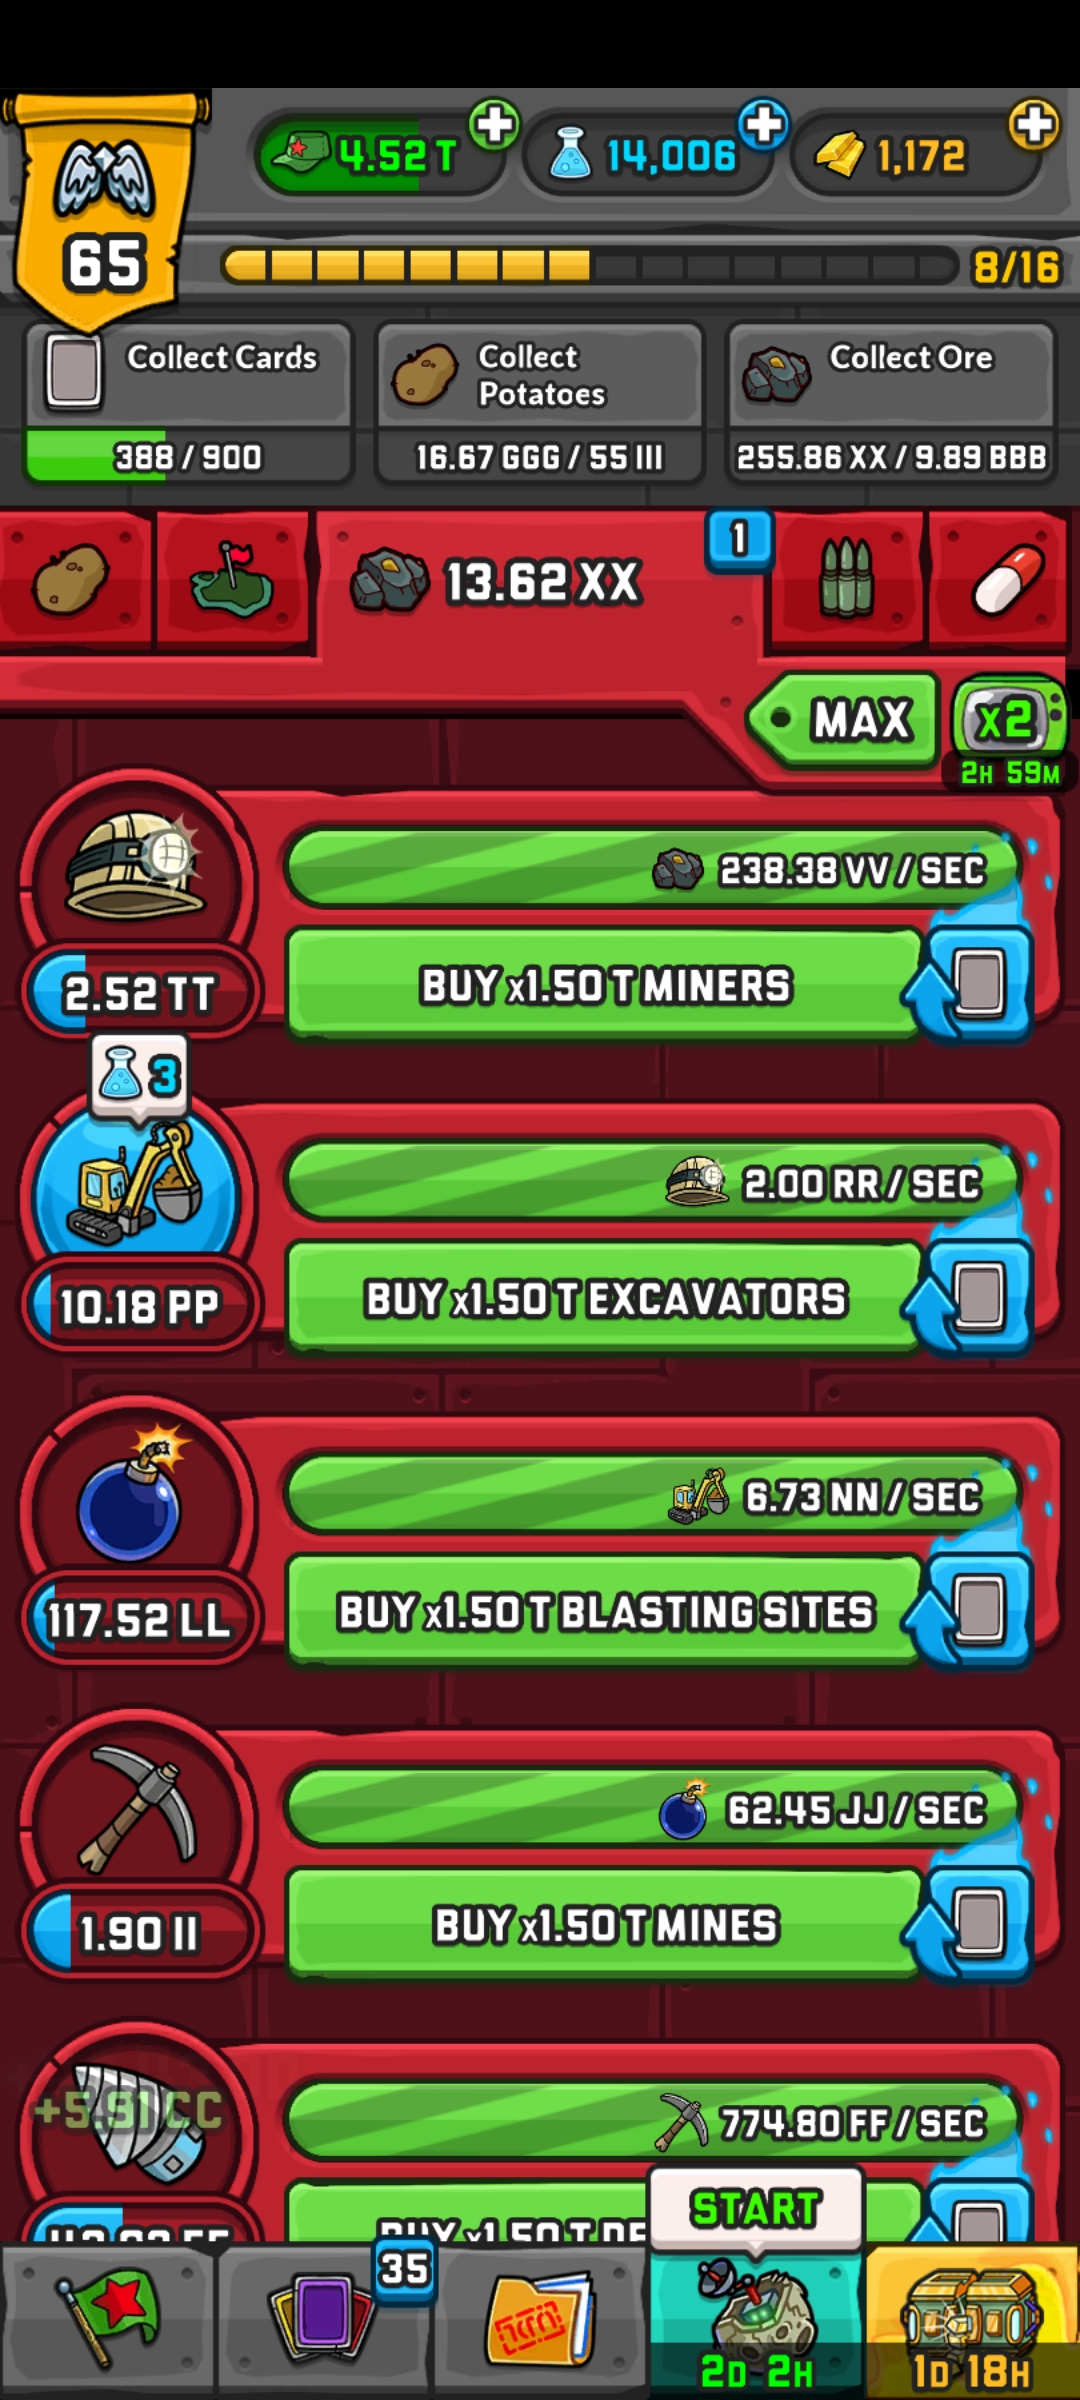 4.52 T
14,006
1,172
65
8/16
Collect Cards
388 / 900
Collect
Potatoes
16.67 GGG / 55 III
Collect Ore
255.86 XX / 9.89 BBB
13.62 XX
1
MAX
x2
2H 59M
238.38 VV / SEC
2.52 TT
BUY x1.50 T MINERS
3
2.00 RR / SEC
10.18 PP
BUY x1.50 T EXCAVATORS
6.73 NN / SEC
117.52 LL
BUY x1.50 T BLASTING SITES
62.45 JJ / SEC
1.90 II
BUY x1.50 T MINES
+5.91 CC
774.80 FF / SEC
BUY x1.50 T DE
START
35
2D 2H
1D 18H